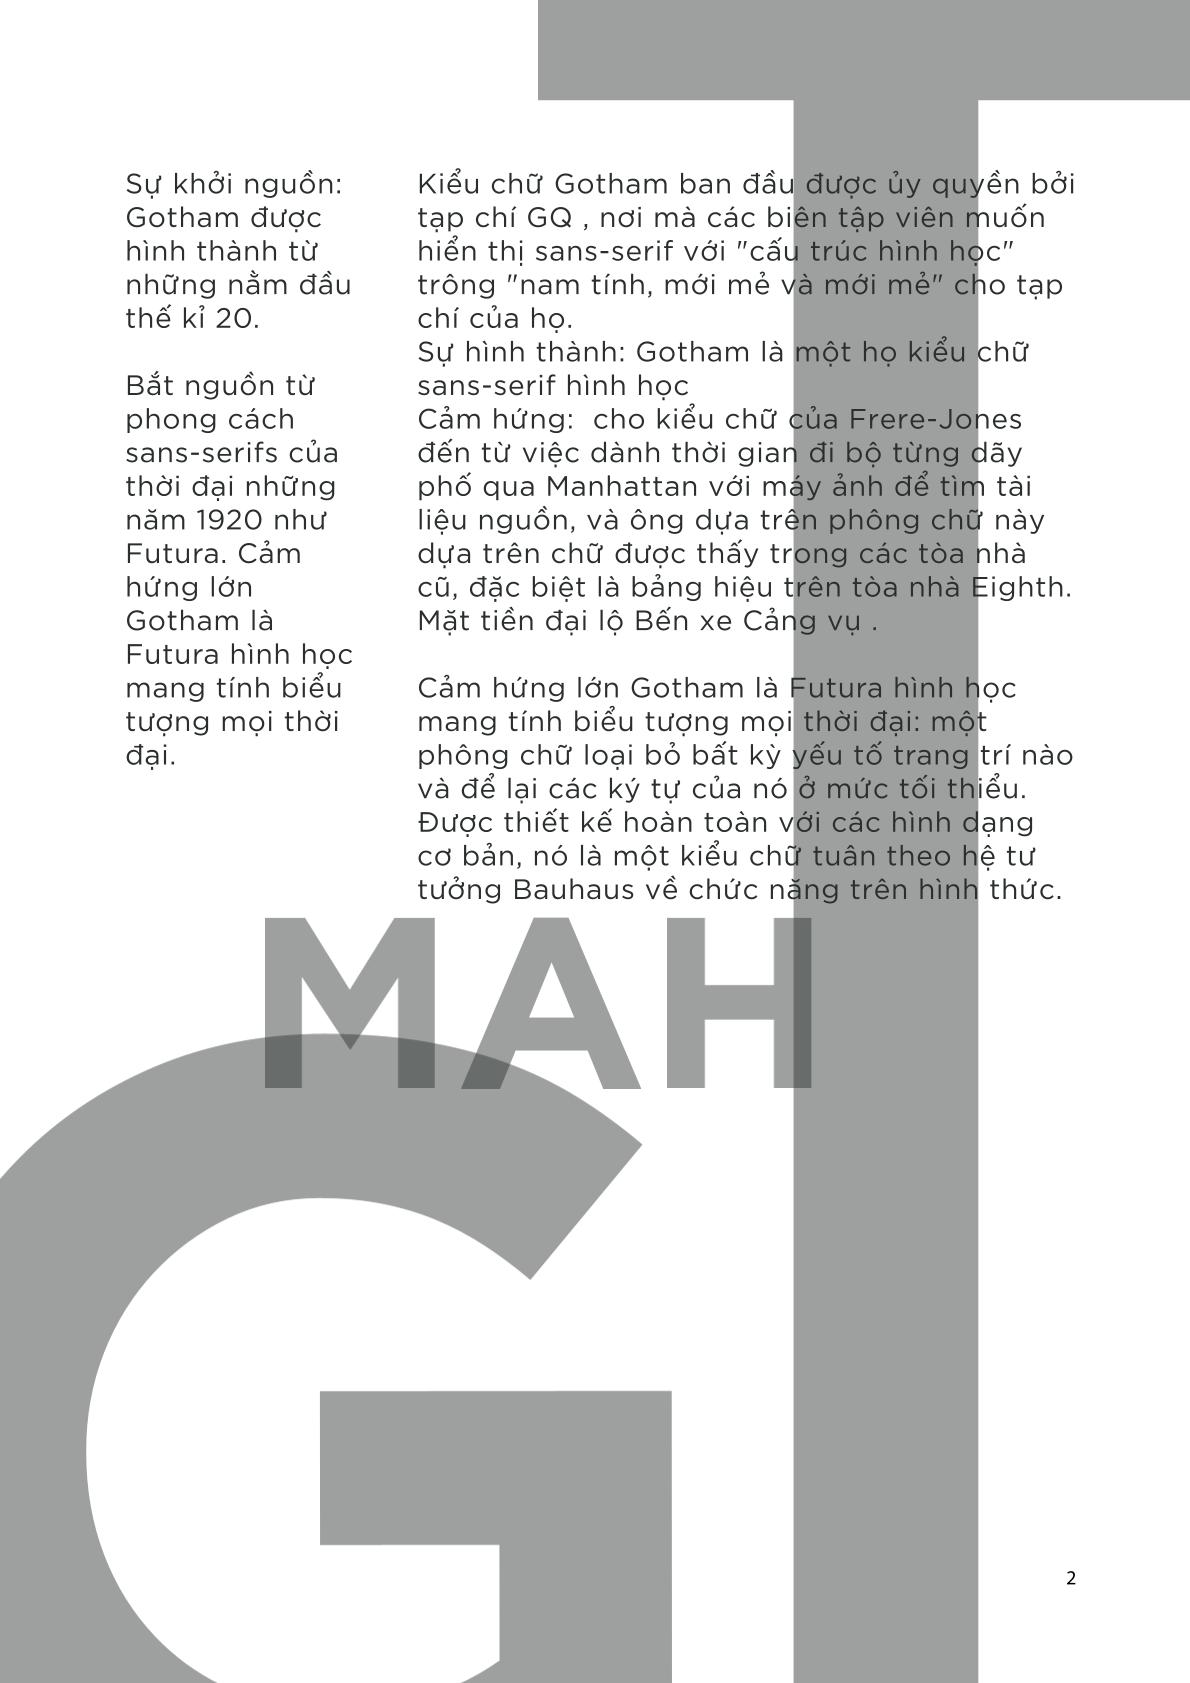 T
Sự khởi nguồn:
Gotham được
hình thành từ
những nằm đầu
thế kỉ 20.
Bắt nguồn từ
phong cách
sans-serifs của
thời đại những
năm 1920 như
Futura. Cảm
hứng lớn
Gotham là
Futura hình học
mang tính biểu
tượng mọi thời
đại.
Kiểu chữ Gotham ban đầu được ủy quyền bởi
tạp chí GQ , nơi mà các biên tập viên muốn
hiển thị sans-serif với "cấu trúc hình học"
trông "nam tính, mới mẻ và mới mẻ" cho tạp
chí của họ.
Sự hình thành: Gotham là một họ kiểu chữ
sans-serif hình học
Cảm hứng:  cho kiểu chữ của Frere-Jones
đến từ việc dành thời gian đi bộ từng dãy
phố qua Manhattan với máy ảnh để tìm tài
liệu nguồn, và ông dựa trên phông chữ này
dựa trên chữ được thấy trong các tòa nhà
cũ, đặc biệt là bảng hiệu trên tòa nhà Eighth.
Mặt tiền đại lộ Bến xe Cảng vụ .
Cảm hứng lớn Gotham là Futura hình học
mang tính biểu tượng mọi thời đại: một
phông chữ loại bỏ bất kỳ yếu tố trang trí nào
và để lại các ký tự của nó ở mức tối thiểu.
Được thiết kế hoàn toàn với các hình dạng
cơ bản, nó là một kiểu chữ tuân theo hệ tư
tưởng Bauhaus về chức năng trên hình thức.
MAH
G
2